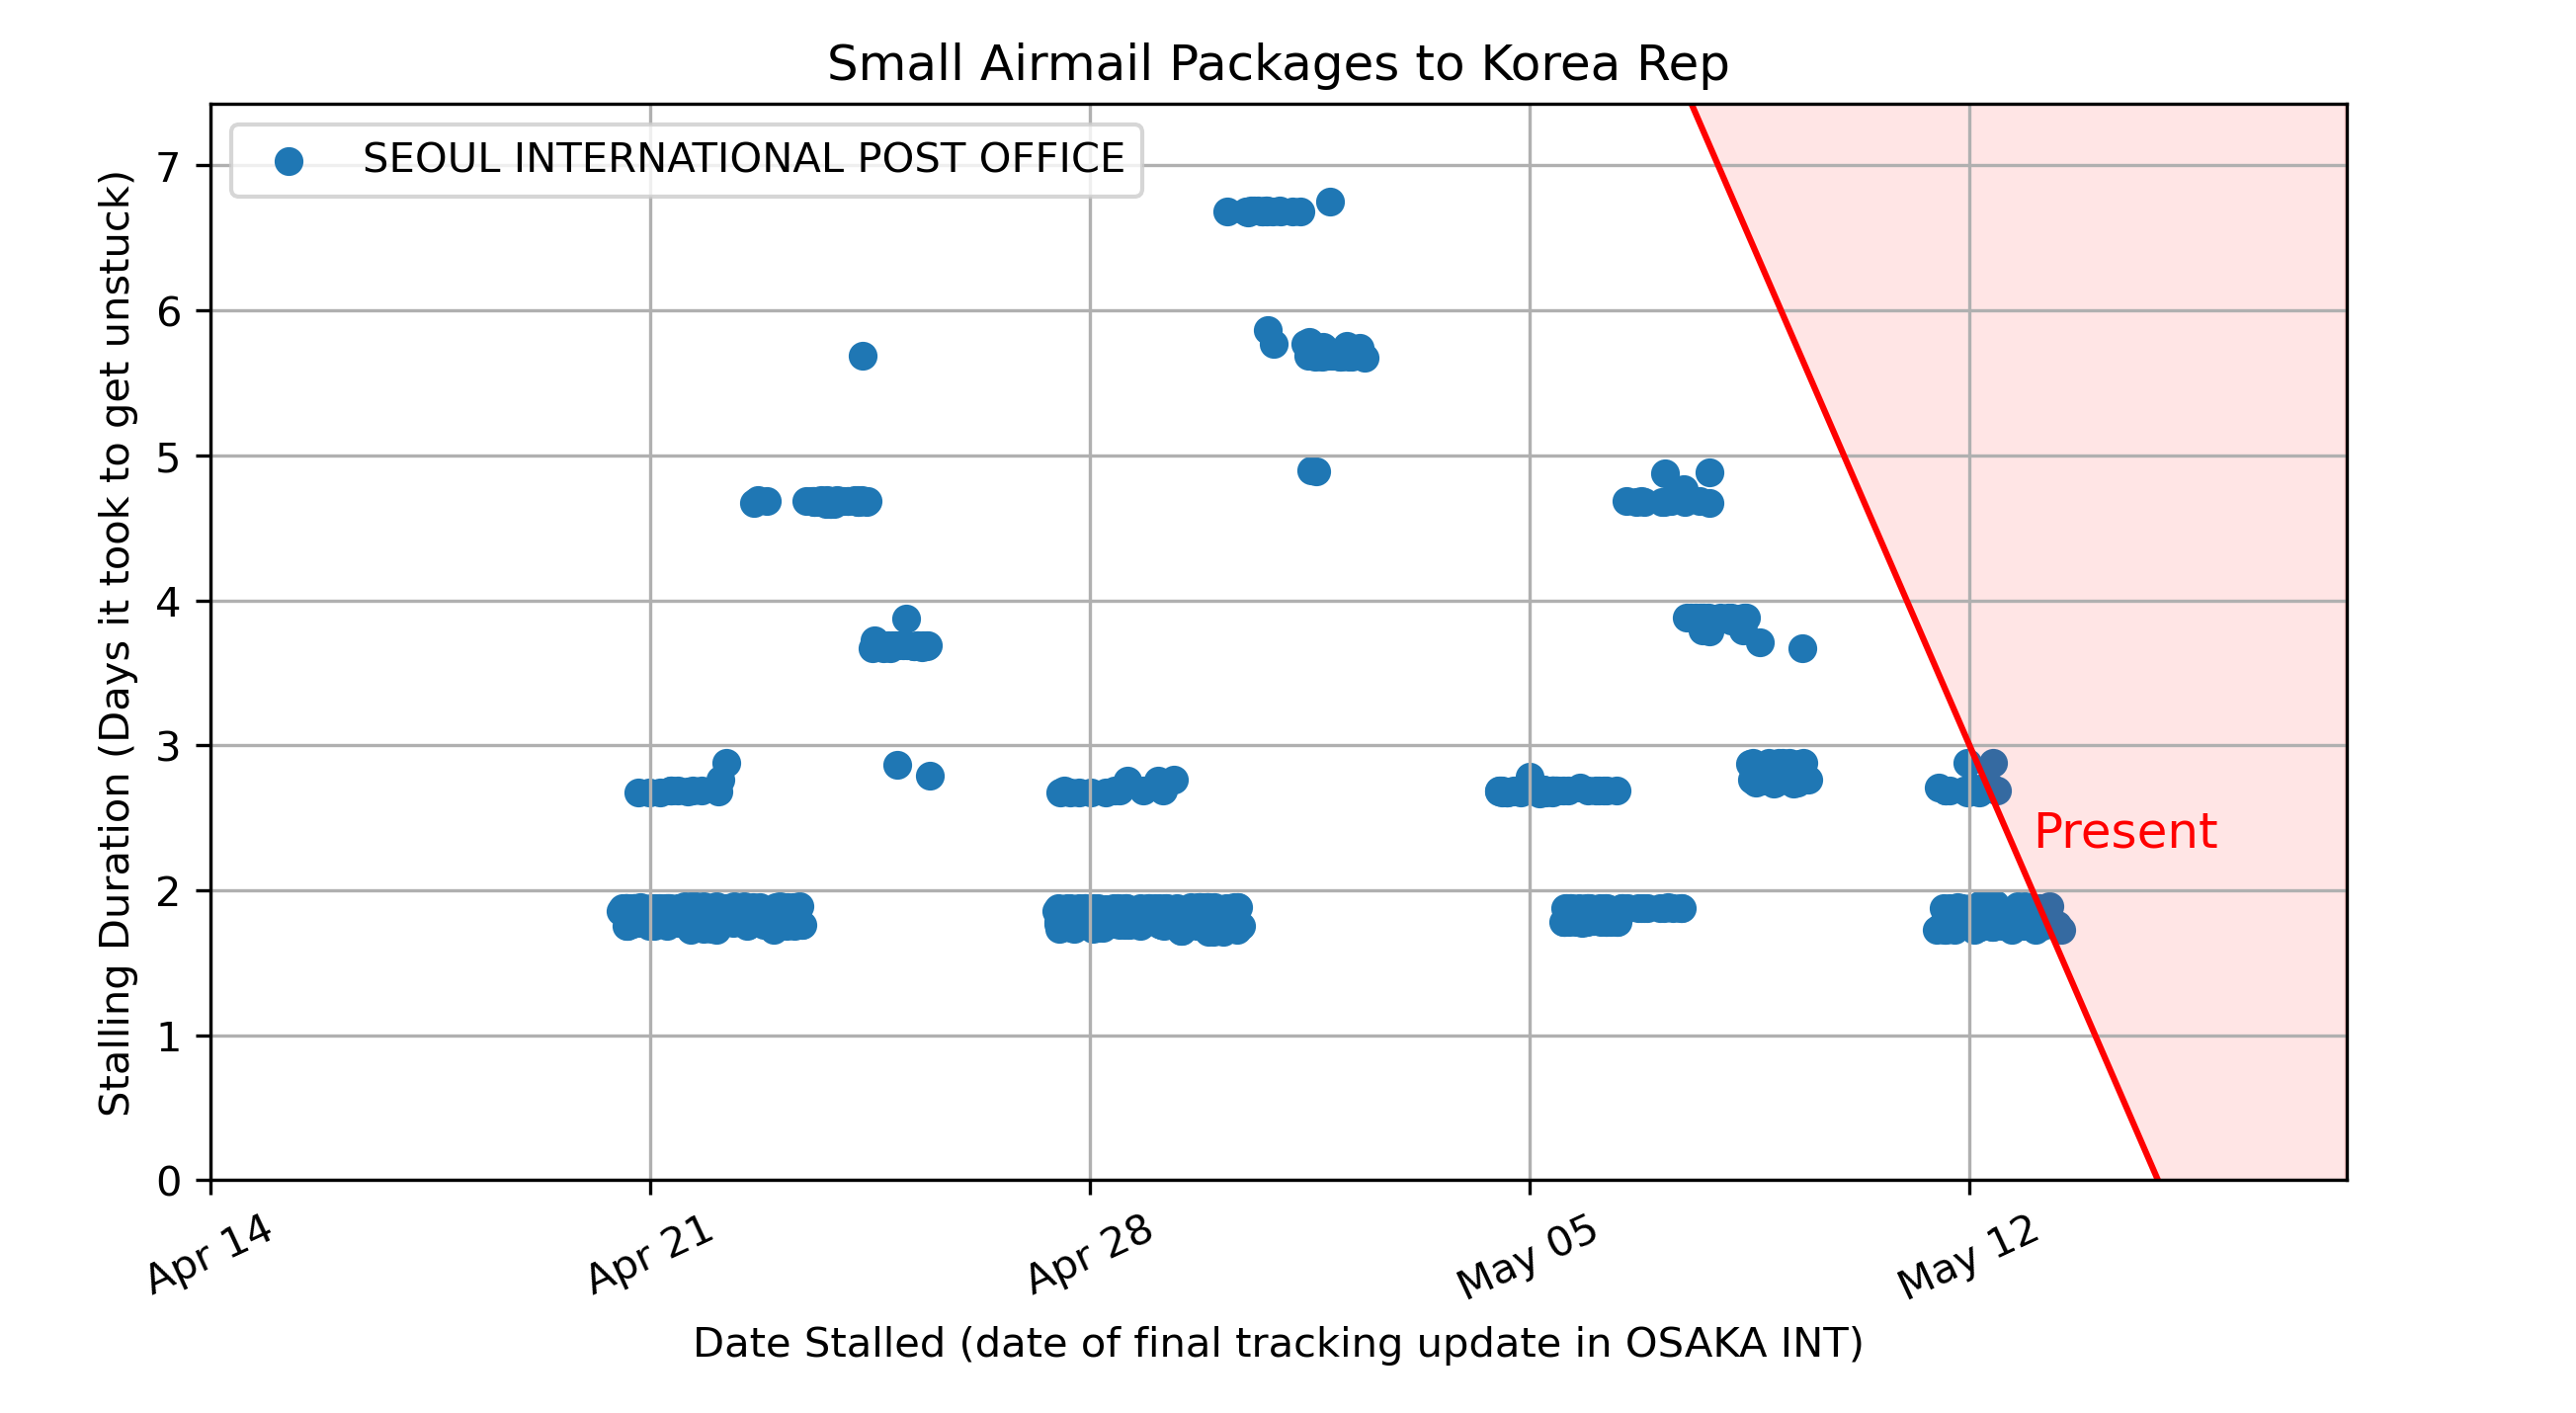 Small Airmail Packages to Korea Rep
SEOUL INTERNATIONAL POST OFFICE
Stalling Duration (Days it took to get unstuck)
7
6
5
4
3
2
1
0
Present
Apr 14
Apr 21
Apr 28
May 05
May 12
Date Stalled (date of final tracking update in OSAKA INT)